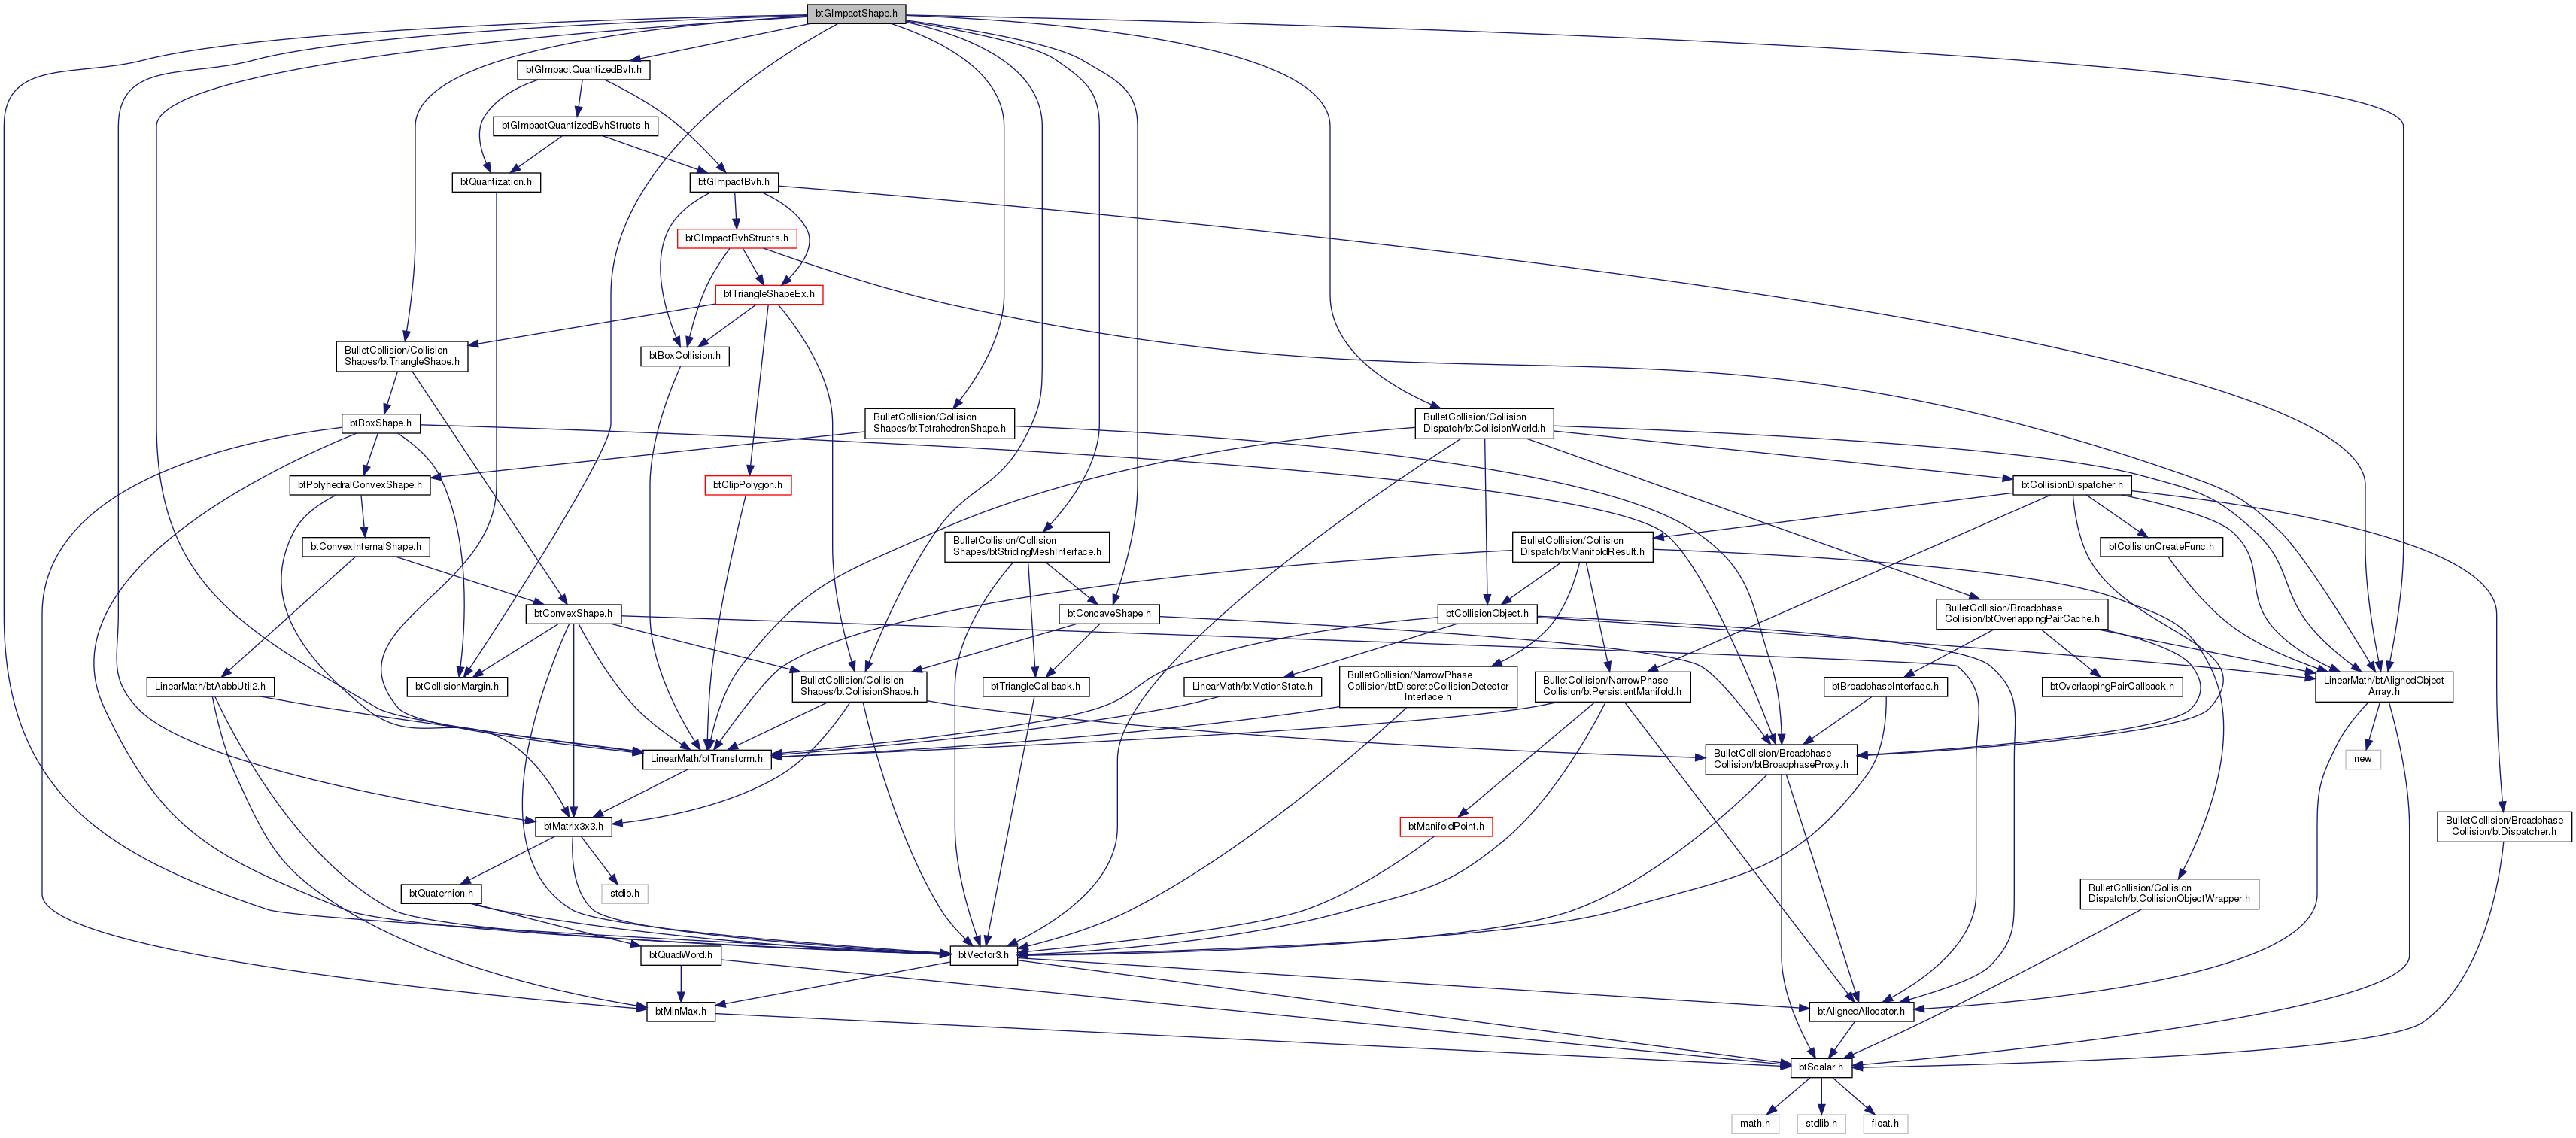 btGImpactShape.h
btGImpactQuantizedBvh.h
btGImpactQuantizedBvhStructs.h
btQuantization.h
btGImpactBvh.h
btGImpactBvhStructs.h
btTriangleShapeEx.h
BulletCollision/Collision
Shapes/btTriangleShape.h
btBoxCollision.h
btBoxShape.h
BulletCollision/Collision
Shapes/btTetrahedronShape.h
BulletCollision/Collision
Dispatch/btCollisionWorld.h
btPolyhedralConvexShape.h
btClipPolygon.h
btCollisionDispatcher.h
btConvexInternalShape.h
BulletCollision/Collision
Shapes/btStridingMeshInterface.h
BulletCollision/Collision
Dispatch/btManifoldResult.h
btCollisionCreateFunc.h
btConvexShape.h
btConcaveShape.h
btCollisionObject.h
BulletCollision/Broadphase
Collision/btOverlappingPairCache.h
LinearMath/btAabbUtil2.h
btCollisionMargin.h
BulletCollision/Collision
Shapes/btCollisionShape.h
btTriangleCallback.h
LinearMath/btMotionState.h
BulletCollision/NarrowPhase
Collision/btDiscreteCollisionDetector
Interface.h
BulletCollision/NarrowPhase
Collision/btPersistentManifold.h
btBroadphaseInterface.h
btOverlappingPairCallback.h
LinearMath/btAlignedObject
Array.h
LinearMath/btTransform.h
BulletCollision/Broadphase
Collision/btBroadphaseProxy.h
new
btMatrix3x3.h
btManifoldPoint.h
BulletCollision/Broadphase
Collision/btDispatcher.h
btQuaternion.h
stdio.h
BulletCollision/Collision
Dispatch/btCollisionObjectWrapper.h
btQuadWord.h
btVector3.h
btMinMax.h
btAlignedAllocator.h
btScalar.h
math.h
stdlib.h
float.h